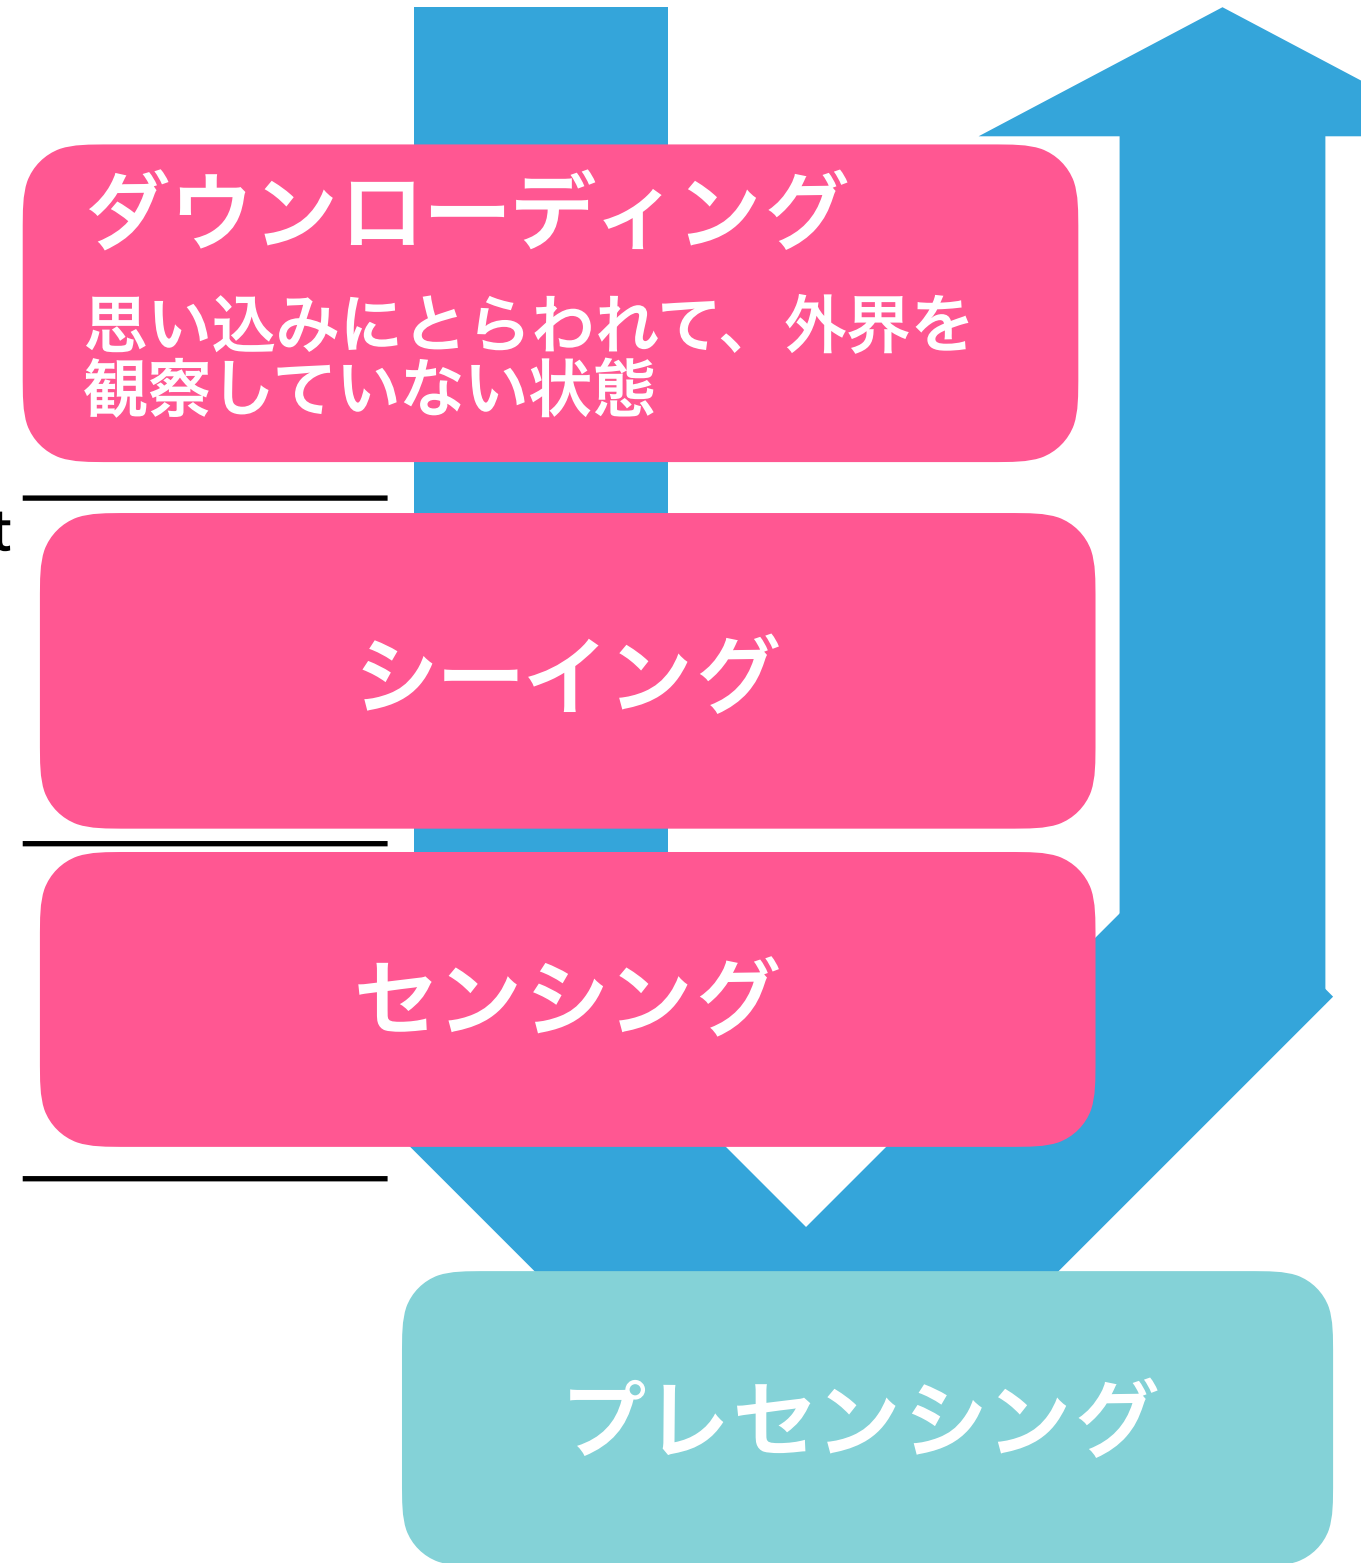 ダウンローディング
思い込みにとらわれて、外界を
観察していない状態
t
シーイング
センシング
プレセンシング